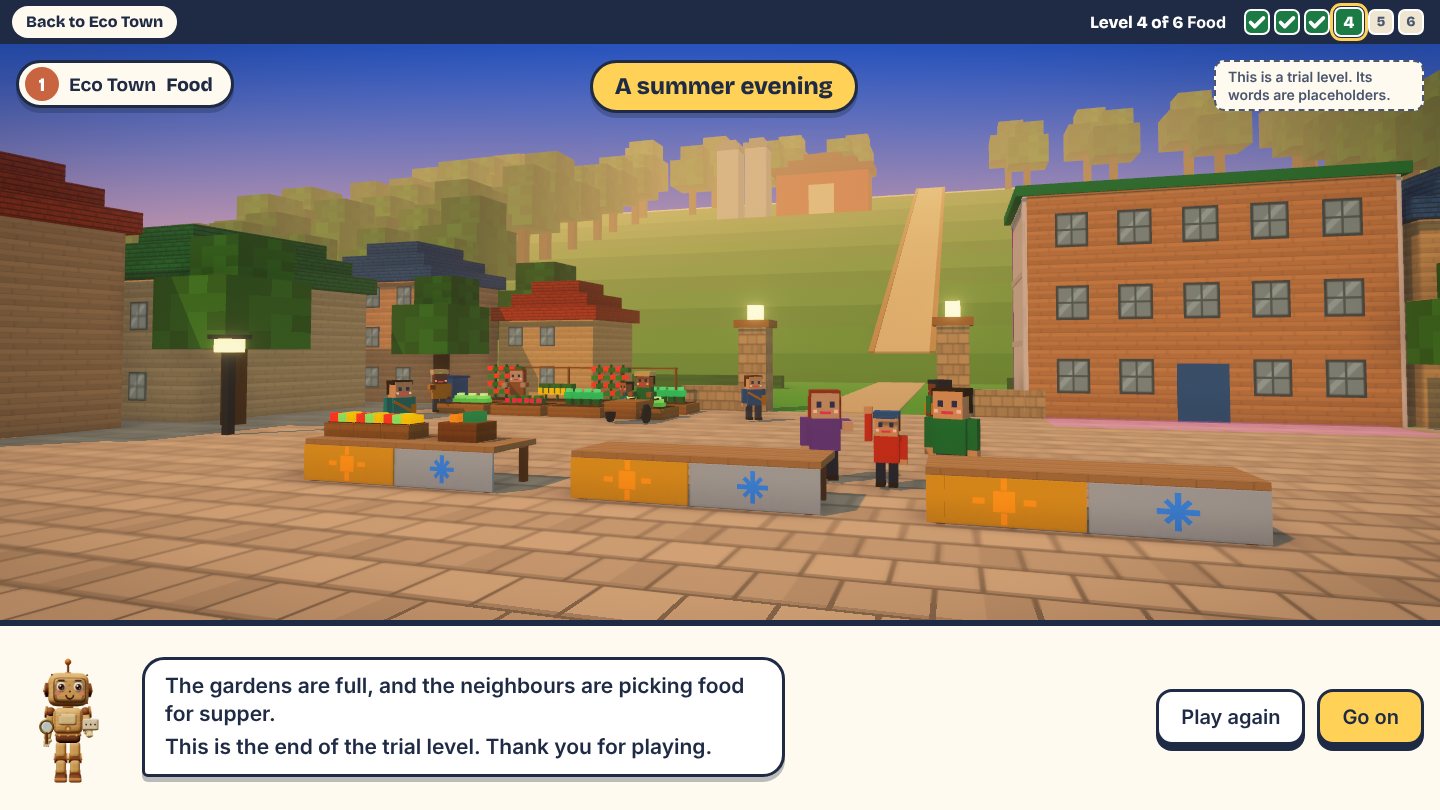 Back to Eco Town
Level 4 of 6 Food
4
5
6
1
Eco Town Food
A summer evening
This is a trial level. Its
words are placeholders.
The gardens are full, and the neighbours are picking food
for supper.
This is the end of the trial level. Thank you for playing.
Play again
Go on